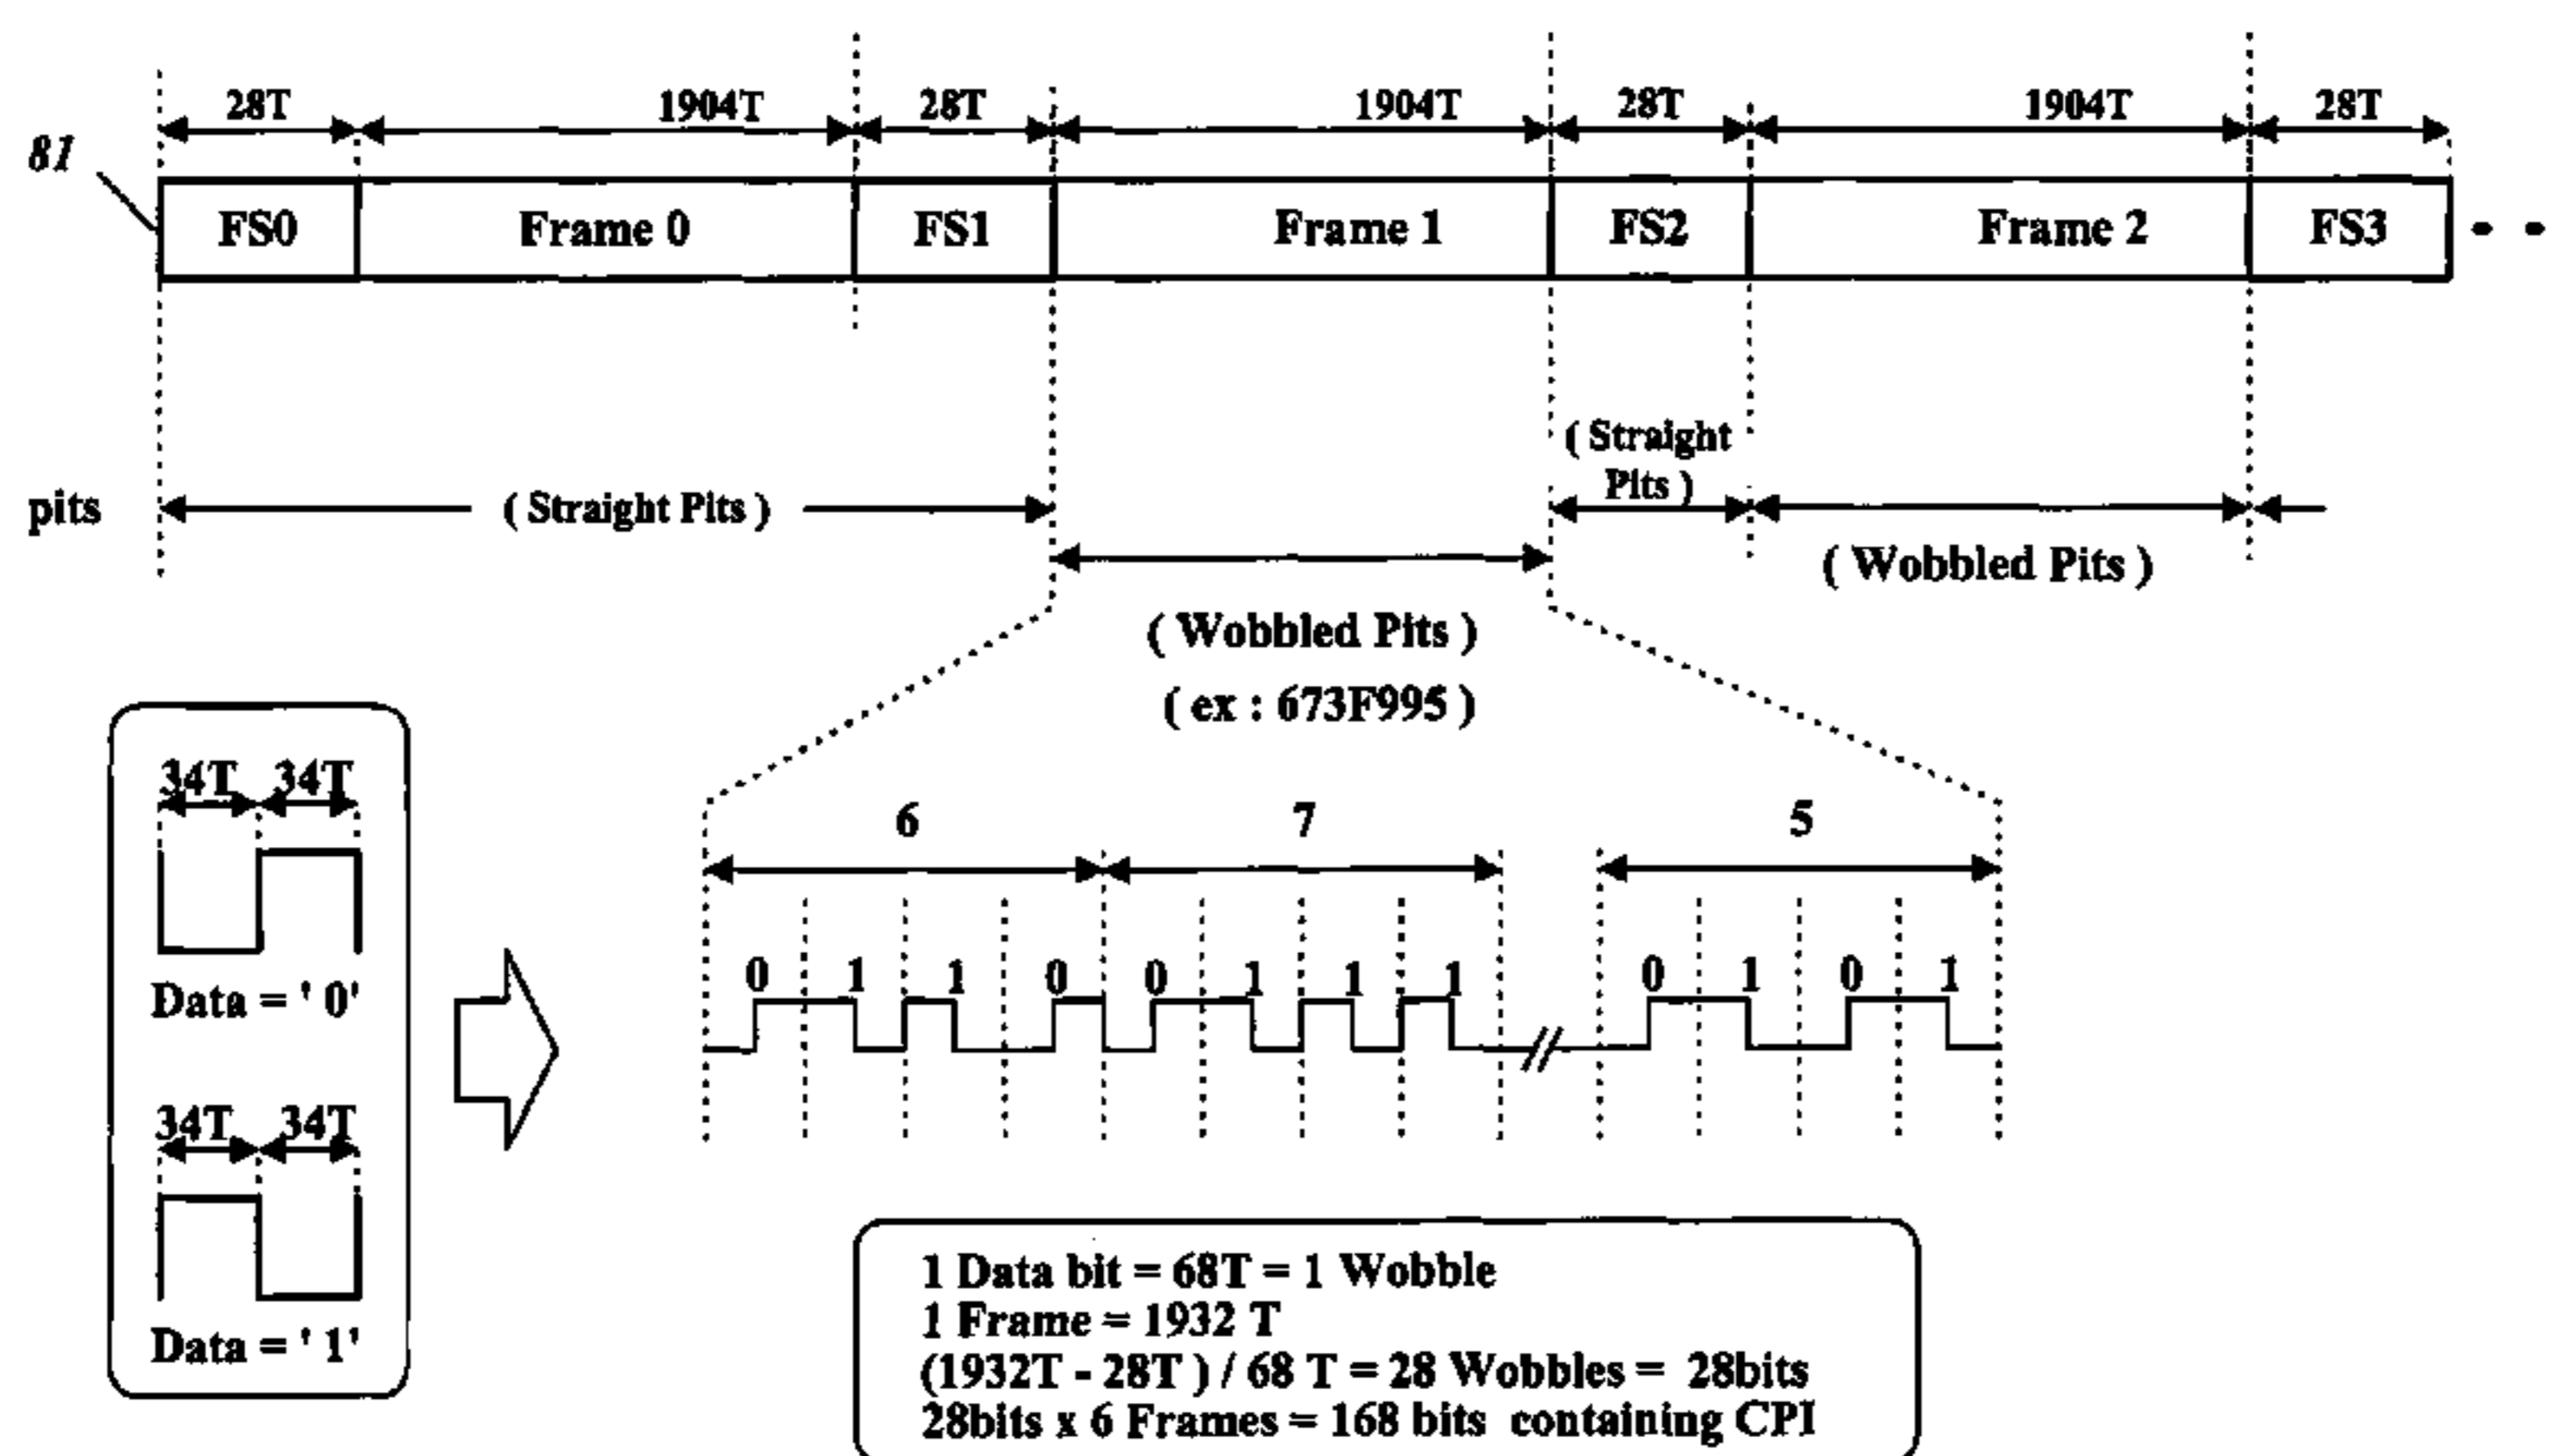 28T 1904T 28T 1904T 28T 1904T 28T
81
FS0 Frame 0 FS1 Frame 1 FS2 Frame 2 FS3
pits
( Straight Pits )
( Straight
Pits )
( Wobbled Pits )
( Wobbled Pits )
( ex : 673F995 )
34T 34T
Data = ' 0'
34T 34T
Data = ' 1'
6 7 5
0 1 1 0 0 1 1 1 0 1 0 1
1 Data bit = 68T = 1 Wobble
1 Frame = 1932 T
(1932T - 28T ) / 68 T = 28 Wobbles = 28bits
28bits x 6 Frames = 168 bits containing CPI